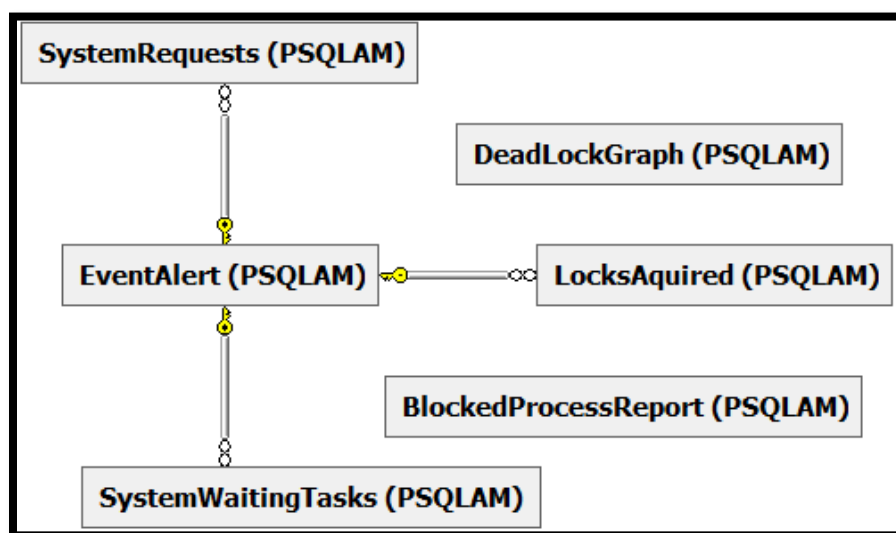 SystemRequests (PSQLAM)
DeadLockGraph (PSQLAM)
EventAlert (PSQLAM)
LocksAquired (PSQLAM)
BlockedProcessReport (PSQLAM)
SystemWaitingTasks (PSQLAM)